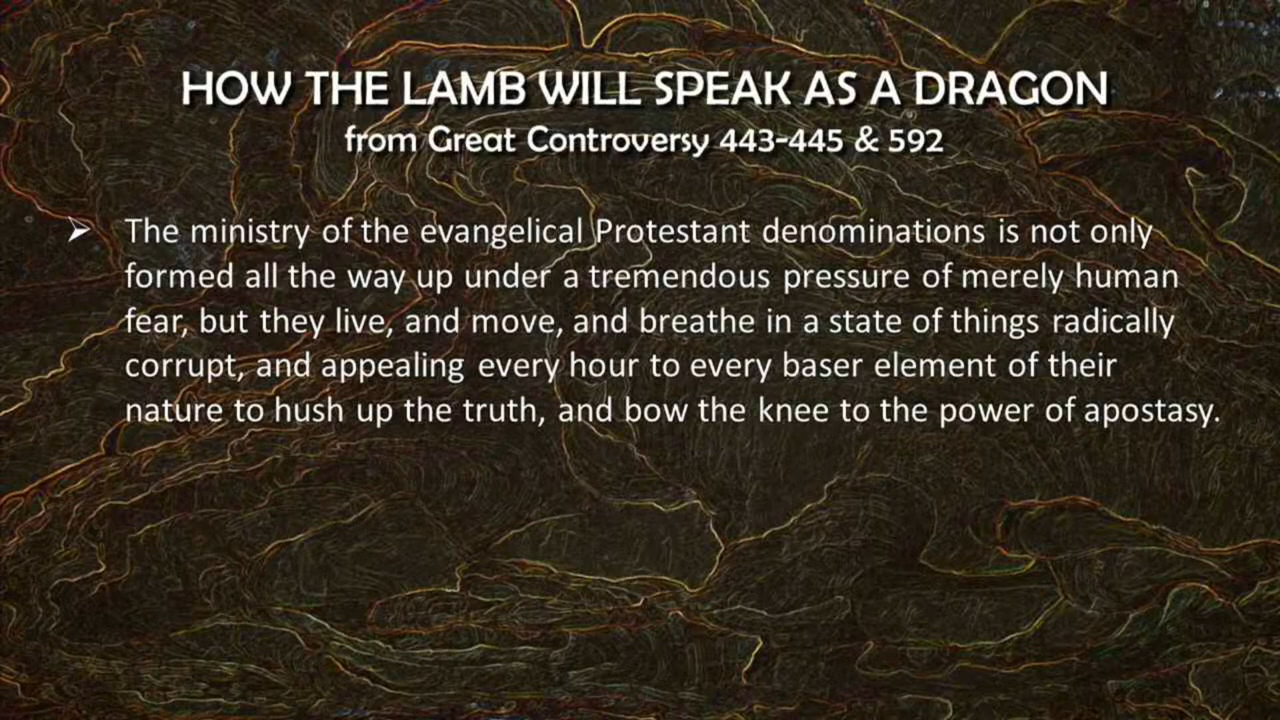 HOW THE LAMB WILL SPEAK AS A DRAGON
from Great Controversy 443-445 & 592
➢ The ministry of the evangelical Protestant denominations is not only
formed all the way up under a tremendous pressure of merely human
fear, but they live, and move, and breathe in a state of things radically
corrupt, and appealing every hour to every baser element of their
nature to hush up the truth, and bow the knee to the power of apostasy.